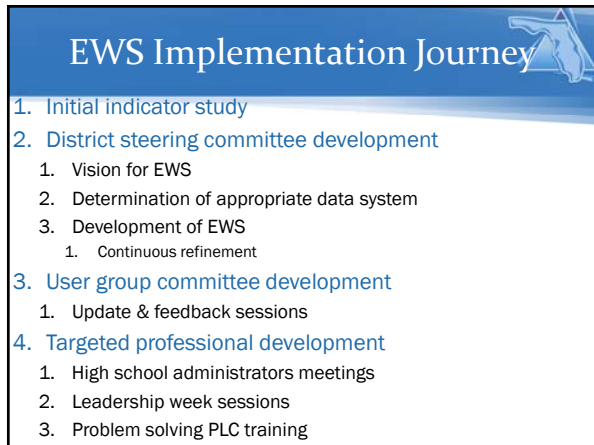 EWS Implementation Journey
1. Initial indicator study
2. District steering committee development
1. Vision for EWS
2. Determination of appropriate data system
3. Development of EWS
1. Continuous refinement
3. User group committee development
1. Update & feedback sessions
4. Targeted professional development
1. High school administrators meetings
2. Leadership week sessions
3. Problem solving PLC training